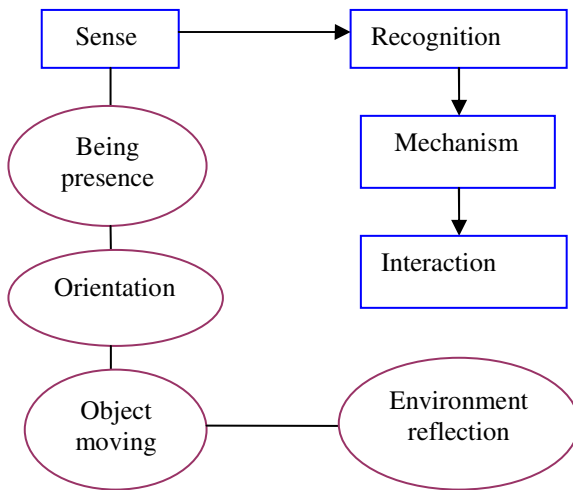 Sense
Recognition
Mechanism
Being
presence
Interaction
Orientation
Object
moving
Environment
reflection